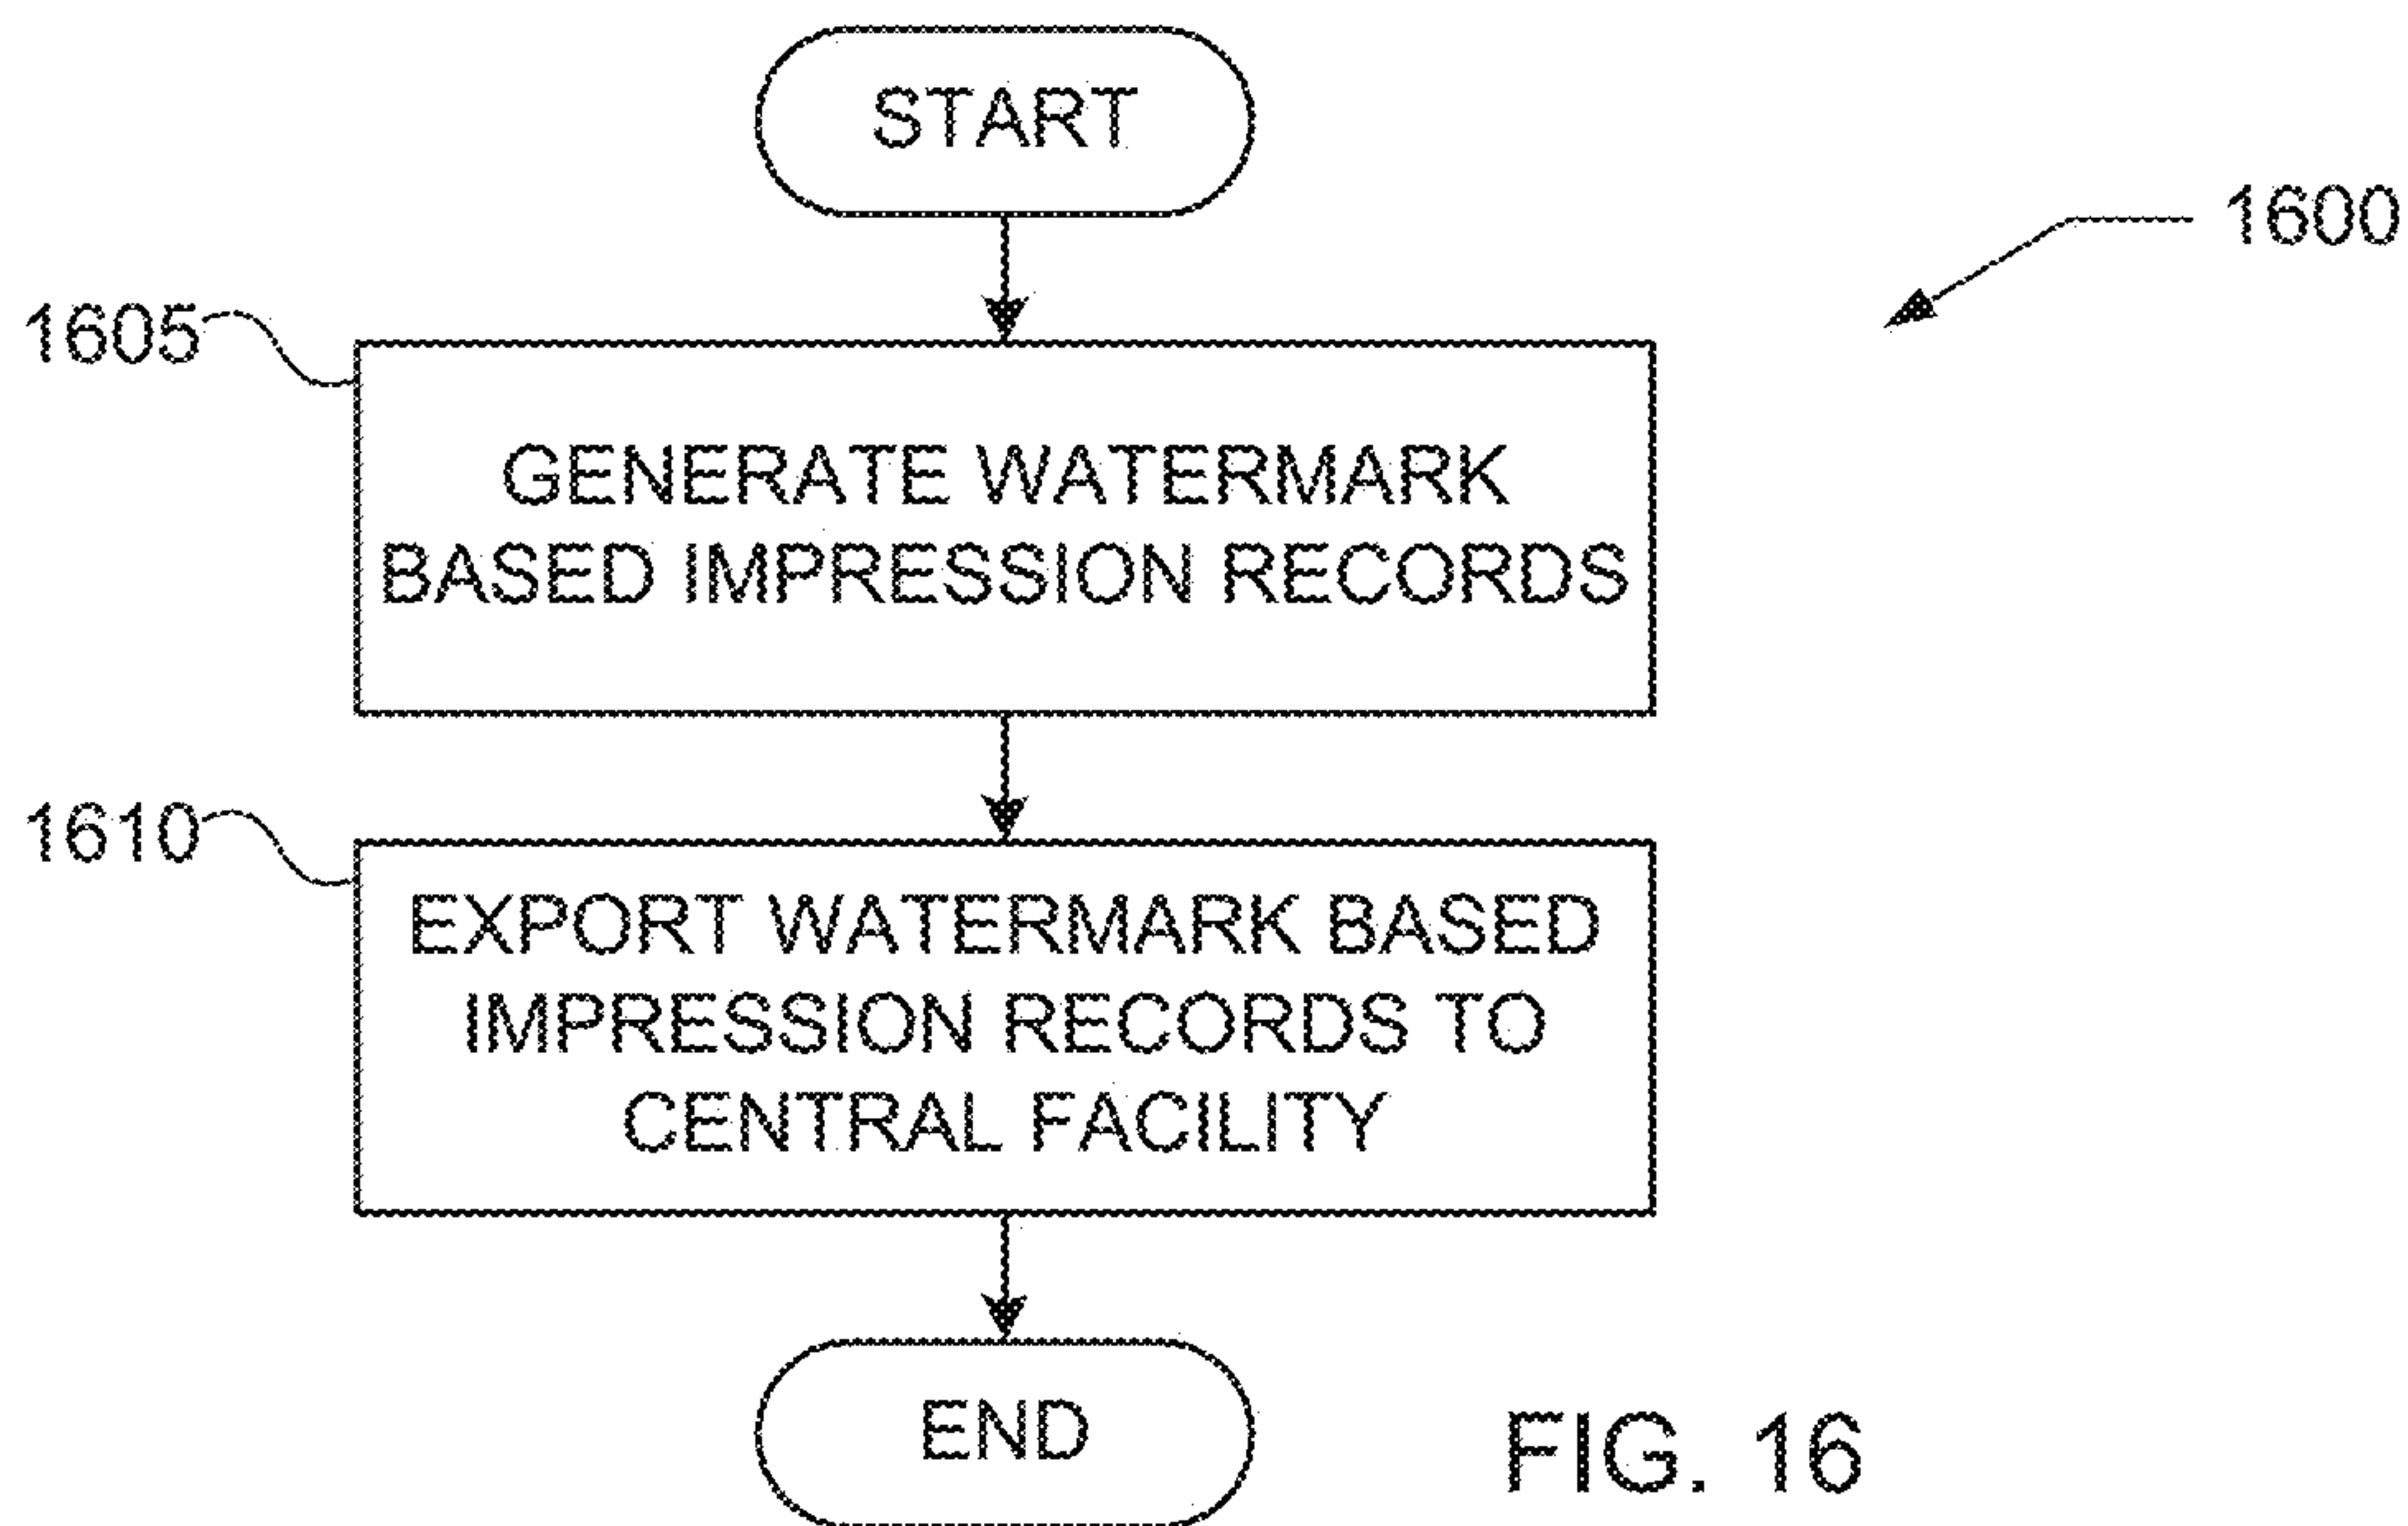 START
1600
1605
GENERATE WATERMARK
BASED IMPRESSION RECORDS
1610
EXPORT WATERMARK BASED
IMPRESSION RECORDS TO
CENTRAL FACILITY
END
FIG. 16